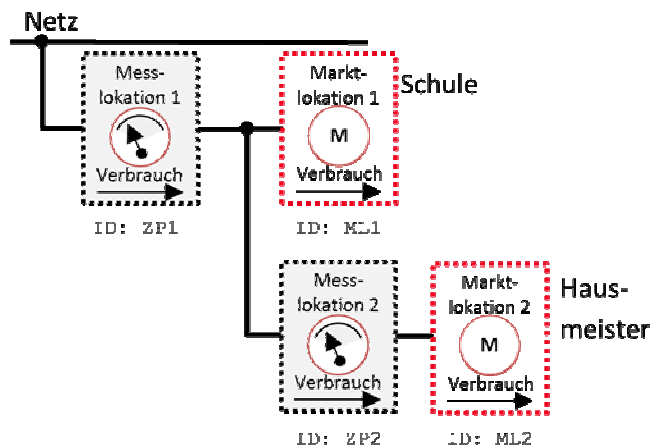 Netz
Mess-
lokation 1
Verbrauch
ID: ZP1
Markt-
lokation 1
M
Verbrauch
ID: ML1
Schule
Mess-
lokation 2
Verbrauch
ID: ZP2
Markt-
lokation 2
M
Verbrauch
ID: ML2
Haus-
meister